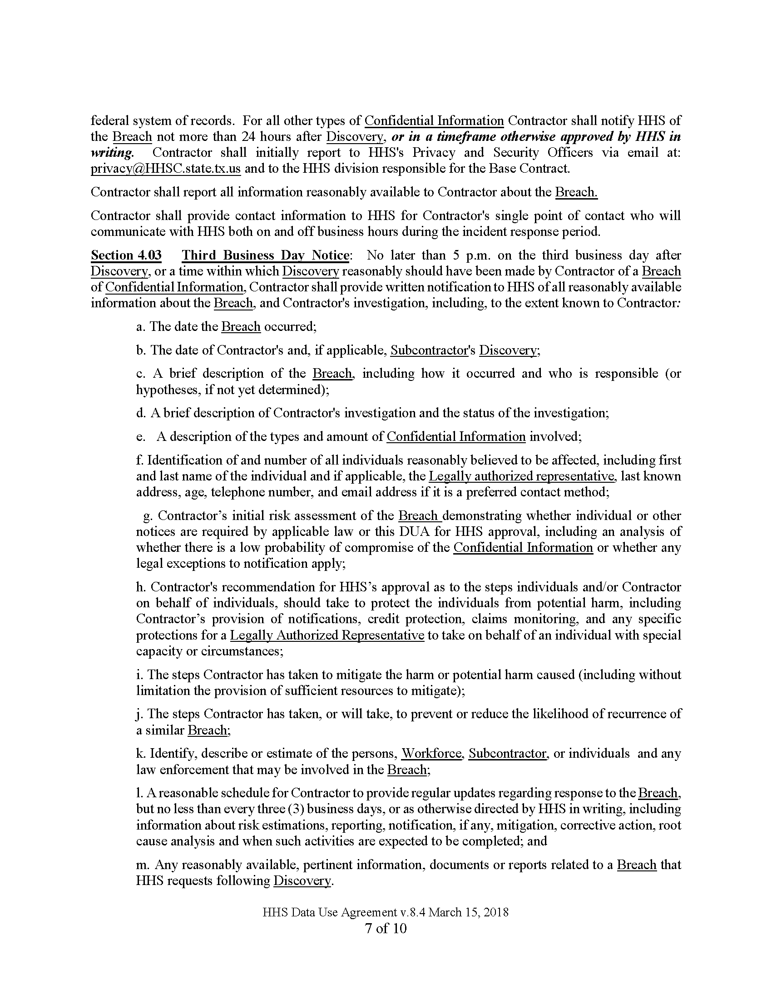 federal system of records.  For all other types of Confidential Information Contractor shall notify HHS of
the Breach not more than 24 hours after Discovery, or in a timeframe otherwise approved by HHS in
writing.  Contractor shall initially report to HHS's Privacy and Security Officers via email at:
privacy@HHSC.state.tx.us and to the HHS division responsible for the Base Contract.
Contractor shall report all information reasonably available to Contractor about the Breach.
Contractor shall provide contact information to HHS for Contractor's single point of contact who will
communicate with HHS both on and off business hours during the incident response period.
Section 4.03   Third Business Day Notice:  No later than 5 p.m. on the third business day after
Discovery, or a time within which Discovery reasonably should have been made by Contractor of a Breach
of Confidential Information, Contractor shall provide written notification to HHS of all reasonably available
information about the Breach, and Contractor's investigation, including, to the extent known to Contractor:
a. The date the Breach occurred;
b. The date of Contractor's and, if applicable, Subcontractor's Discovery;
c. A brief description of the Breach, including how it occurred and who is responsible (or
hypotheses, if not yet determined);
d. A brief description of Contractor's investigation and the status of the investigation;
e.   A description of the types and amount of Confidential Information involved;
f. Identification of and number of all individuals reasonably believed to be affected, including first
and last name of the individual and if applicable, the Legally authorized representative, last known
address, age, telephone number, and email address if it is a preferred contact method;
g. Contractor’s initial risk assessment of the Breach demonstrating whether individual or other
notices are required by applicable law or this DUA for HHS approval, including an analysis of
whether there is a low probability of compromise of the Confidential Information or whether any
legal exceptions to notification apply;
h. Contractor's recommendation for HHS’s approval as to the steps individuals and/or Contractor
on behalf of individuals, should take to protect the individuals from potential harm, including
Contractor’s provision of notifications, credit protection, claims monitoring, and any specific
protections for a Legally Authorized Representative to take on behalf of an individual with special
capacity or circumstances;
i. The steps Contractor has taken to mitigate the harm or potential harm caused (including without
limitation the provision of sufficient resources to mitigate);
j. The steps Contractor has taken, or will take, to prevent or reduce the likelihood of recurrence of
a similar Breach;
k. Identify, describe or estimate of the persons, Workforce, Subcontractor, or individuals  and any
law enforcement that may be involved in the Breach;
l. A reasonable schedule for Contractor to provide regular updates regarding response to the Breach,
but no less than every three (3) business days, or as otherwise directed by HHS in writing, including
information about risk estimations, reporting, notification, if any, mitigation, corrective action, root
cause analysis and when such activities are expected to be completed; and
m. Any reasonably available, pertinent information, documents or reports related to a Breach that
HHS requests following Discovery.
HHS Data Use Agreement v.8.4 March 15, 2018
7 of 10